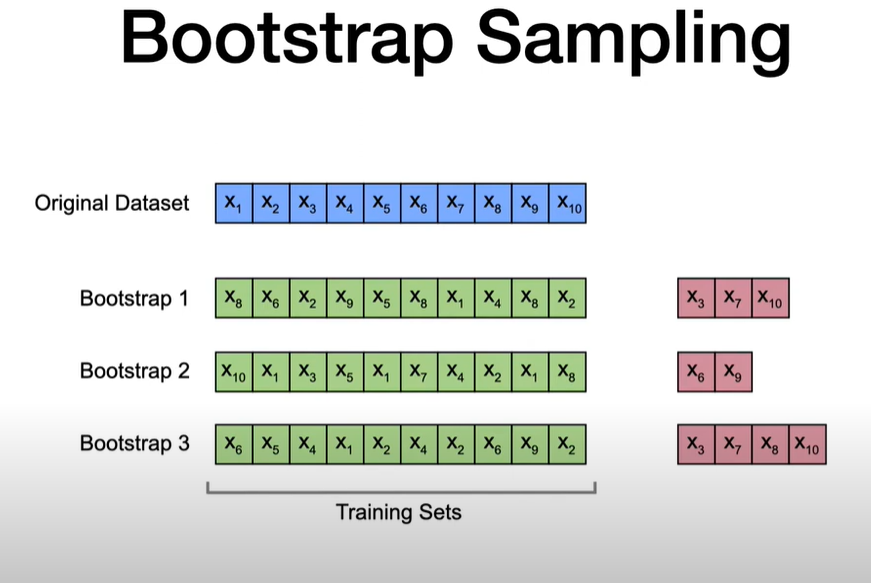 Bootstrap Sampling
Original Dataset x₁ x₂ x₃ x₄ x₅ x₆ x₇ x₈ x₉ x₁₀
Bootstrap 1 x₈ x₆ x₂ x₉ x₅ x₈ x₁ x₄ x₈ x₂ x₃ x₇ x₁₀
Bootstrap 2 x₁₀ x₁ x₃ x₅ x₁ x₇ x₄ x₂ x₁ x₈ x₆ x₉
Bootstrap 3 x₆ x₅ x₄ x₁ x₂ x₄ x₂ x₆ x₉ x₂ x₃ x₇ x₈ x₁₀
Training Sets